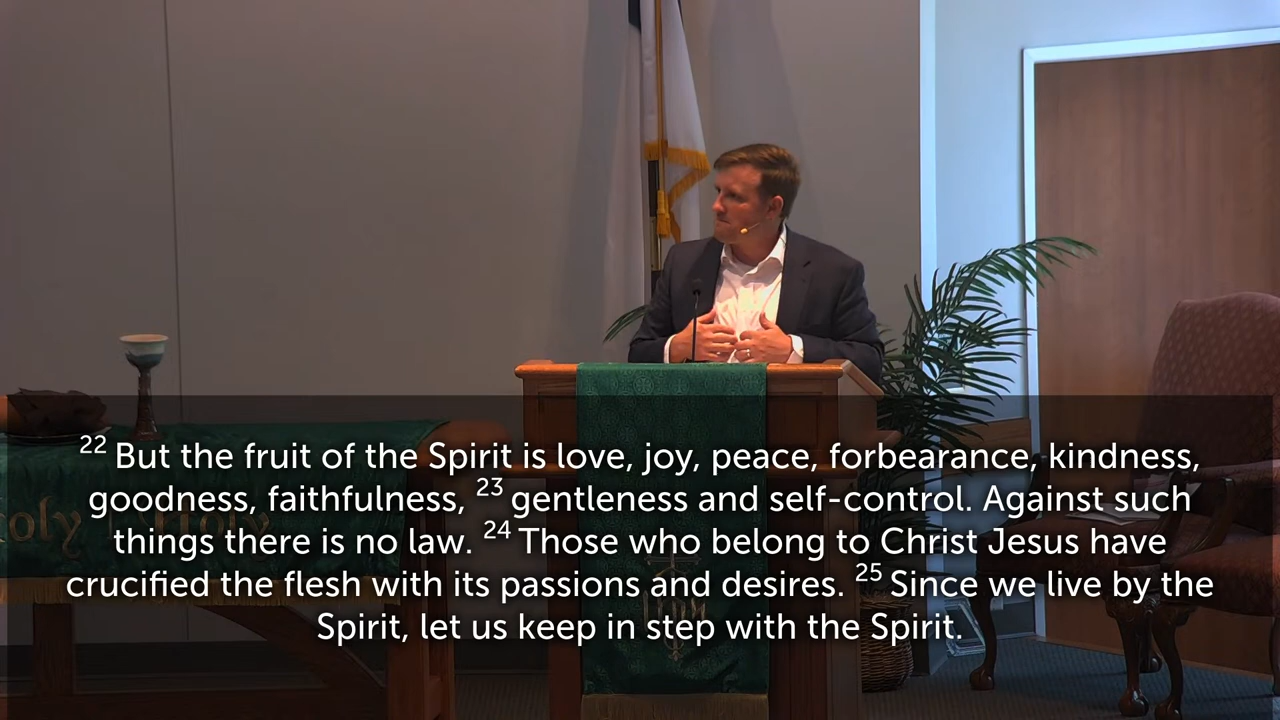 ²² But the fruit of the Spirit is love, joy, peace, forbearance, kindness,
goodness, faithfulness, ²³ gentleness and self-control. Against such
things there is no law. ²⁴ Those who belong to Christ Jesus have
crucified the flesh with its passions and desires. ²⁵ Since we live by the
Spirit, let us keep in step with the Spirit.
Holy Holy